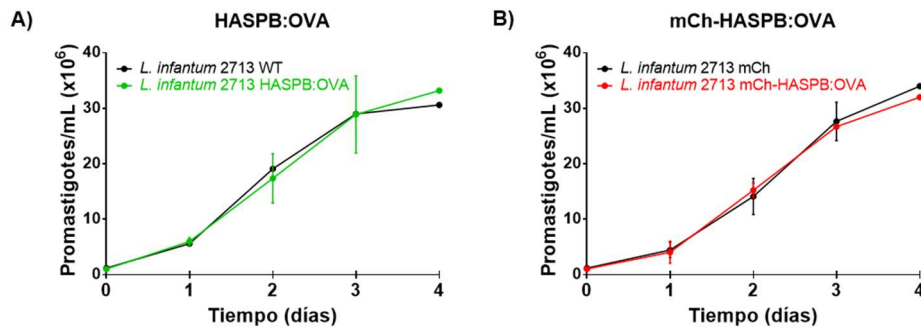 A)
HASPB:OVA
Promastigotes/mL (x10⁶)
40
30
20
10
0
L. infantum 2713 WT
L. infantum 2713 HASPB:OVA
0 1 2 3 4
Tiempo (días)
B)
mCh-HASPB:OVA
Promastigotes/mL (x10⁶)
40
30
20
10
0
L. infantum 2713 mCh
L. infantum 2713 mCh-HASPB:OVA
0 1 2 3 4
Tiempo (días)